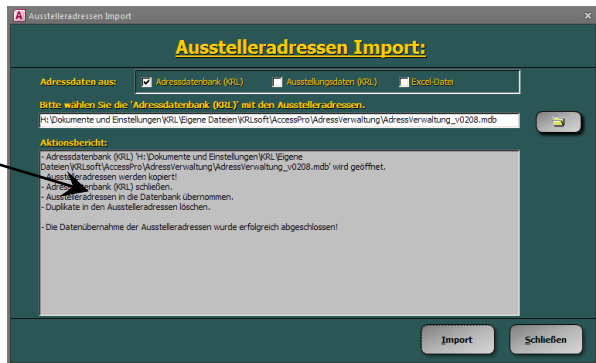 Ausstelleradressen Import
Ausstelleradressen Import:
Adressdaten aus: Adressdatenbank (KRL) Ausstellungsdaten (KRL) Excel-Datei
Bitte wählen Sie die 'Adressdatenbank (KRL)' mit den Ausstelleradressen.
H:\Dokumente und Einstellungen\KRL\Eigene Dateien\KRLsoft\AccessPro\AdressVerwaltung\AdressVerwaltung_v0208.mdb
Aktionsbericht:
- Adressdatenbank (KRL) 'H:\Dokumente und Einstellungen\KRL\Eigene
Dateien\KRLsoft\AccessPro\AdressVerwaltung\AdressVerwaltung_v0208.mdb' wird geöffnet.
- Ausstelleradressen werden kopiert!
- Adressdatenbank (KRL) schließen.
- Ausstelleradressen in die Datenbank übernommen.
- Duplikate in den Ausstelleradressen löschen.
- Die Datenübernahme der Ausstelleradressen wurde erfolgreich abgeschlossen!
Import Schließen